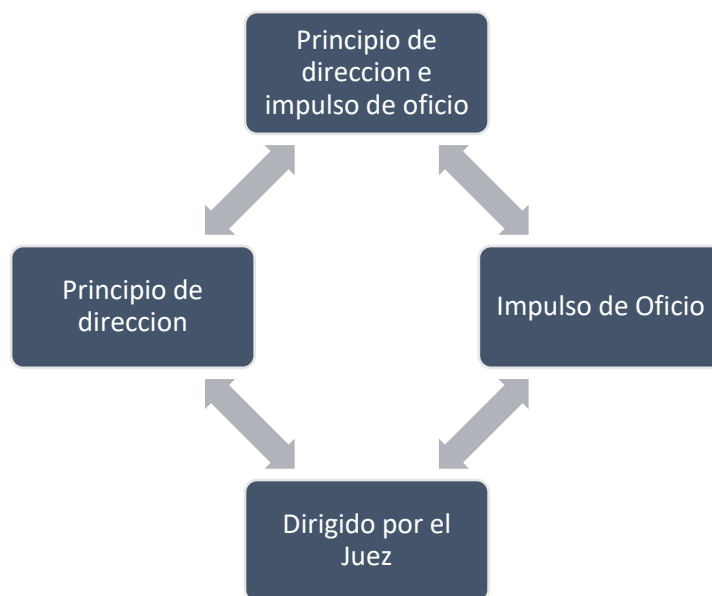 Principio de
direccion e
impulso de oficio
Principio de
direccion
Impulso de Oficio
Dirigido por el
Juez